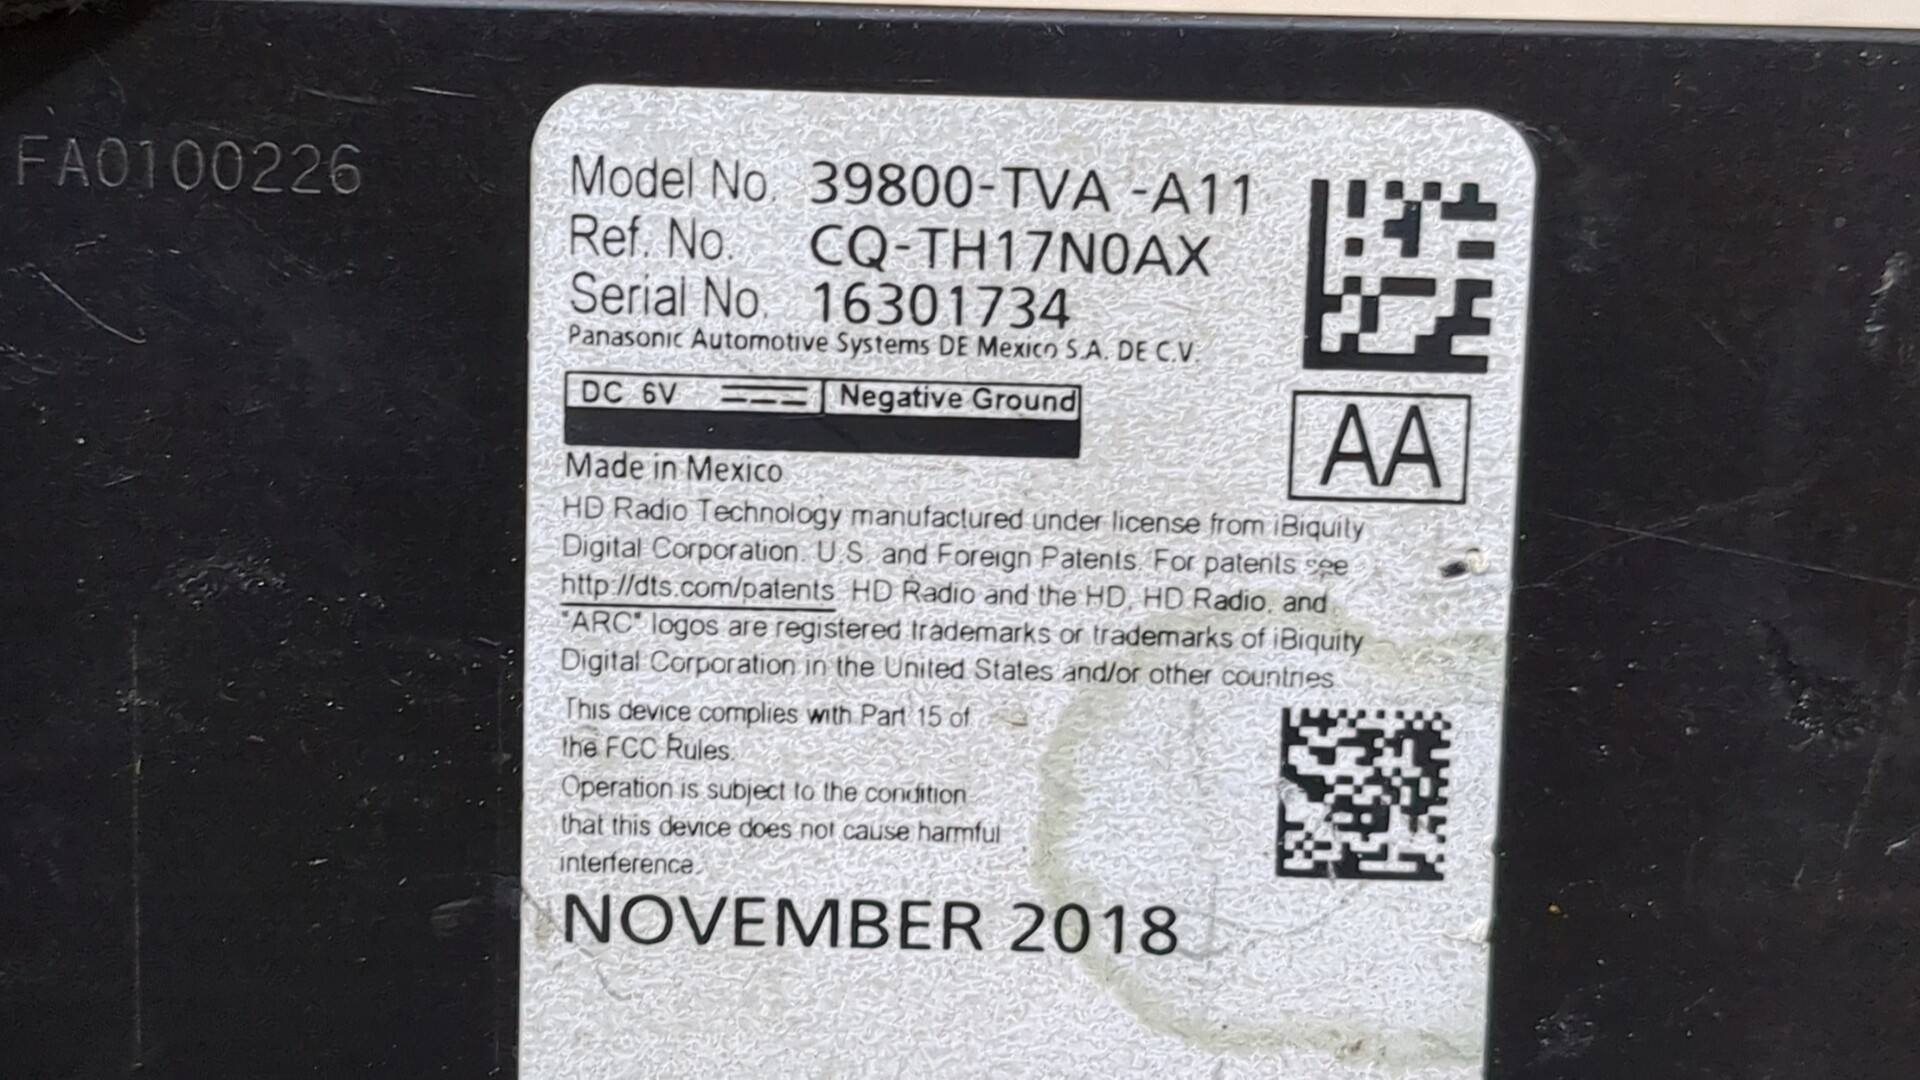 FA0100226
Model No. 39800-TVA -A11
Ref. No. CQ-TH17N0AX
Serial No. 16301734
Panasonic Automotive Systems DE Mexico S.A. DE C.V.
DC 6V Negative Ground
AA
Made in Mexico
HD Radio Technology manufactured under license from iBiquity
Digital Corporation. U.S. and Foreign Patents. For patents see
http://dts.com/patents. HD Radio and the HD, HD Radio, and
"ARC" logos are registered trademarks or trademarks of iBiquity
Digital Corporation in the United States and/or other countries.
This device complies with Part 15 of
the FCC Rules.
Operation is subject to the condition
that this device does not cause harmful
interference.
NOVEMBER 2018